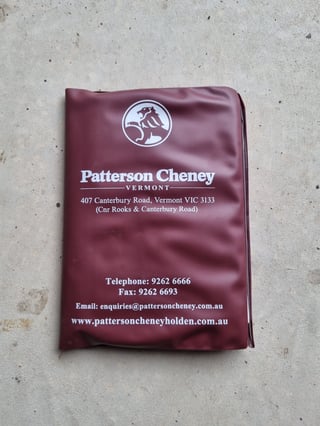 Patterson Cheney
VERMONT
407 Canterbury Road, Vermont VIC 3133
(Cnr Rooks & Canterbury Road)
Telephone: 9262 6666
Fax: 9262 6693
Email: enquiries@pattersoncheney.com.au
www.pattersoncheneyholden.com.au